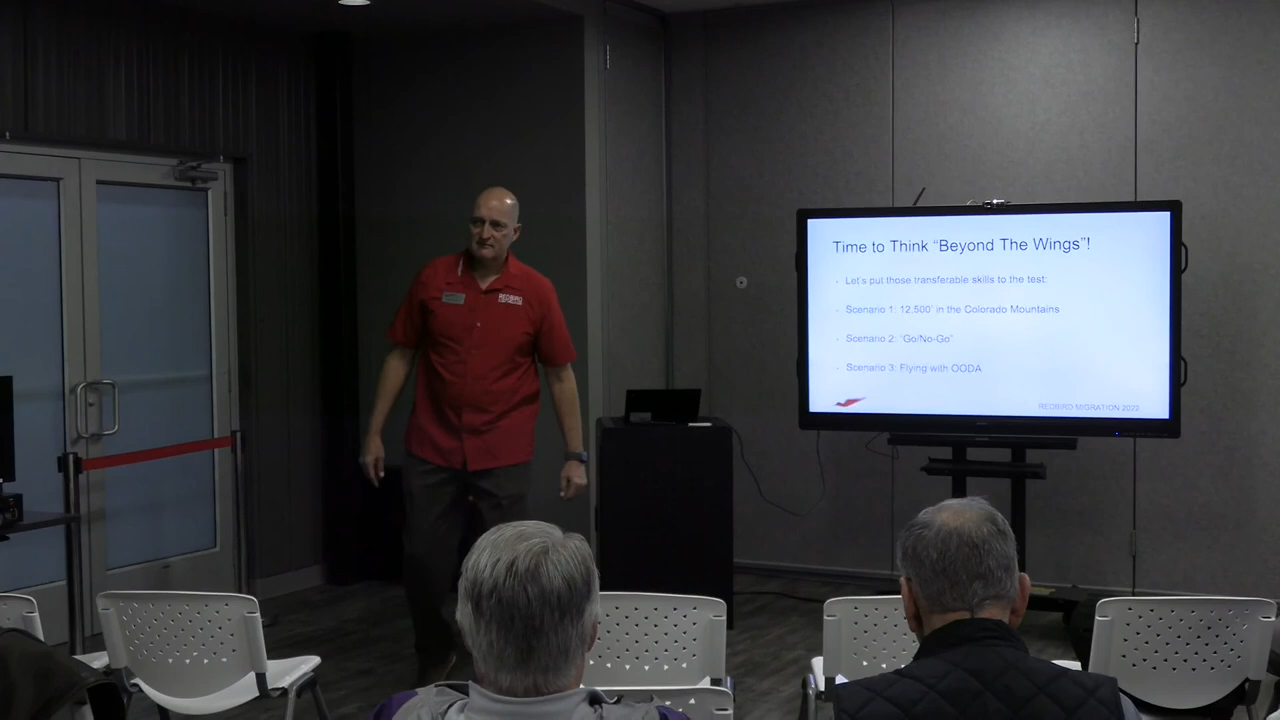 Time to Think “Beyond The Wings”!
· Let’s put those transferable skills to the test:
· Scenario 1: 12,500’ in the Colorado Mountains
· Scenario 2: “Go/No-Go”
· Scenario 3: Flying with OODA
REDBIRD MIGRATION 2022
REDBIRD